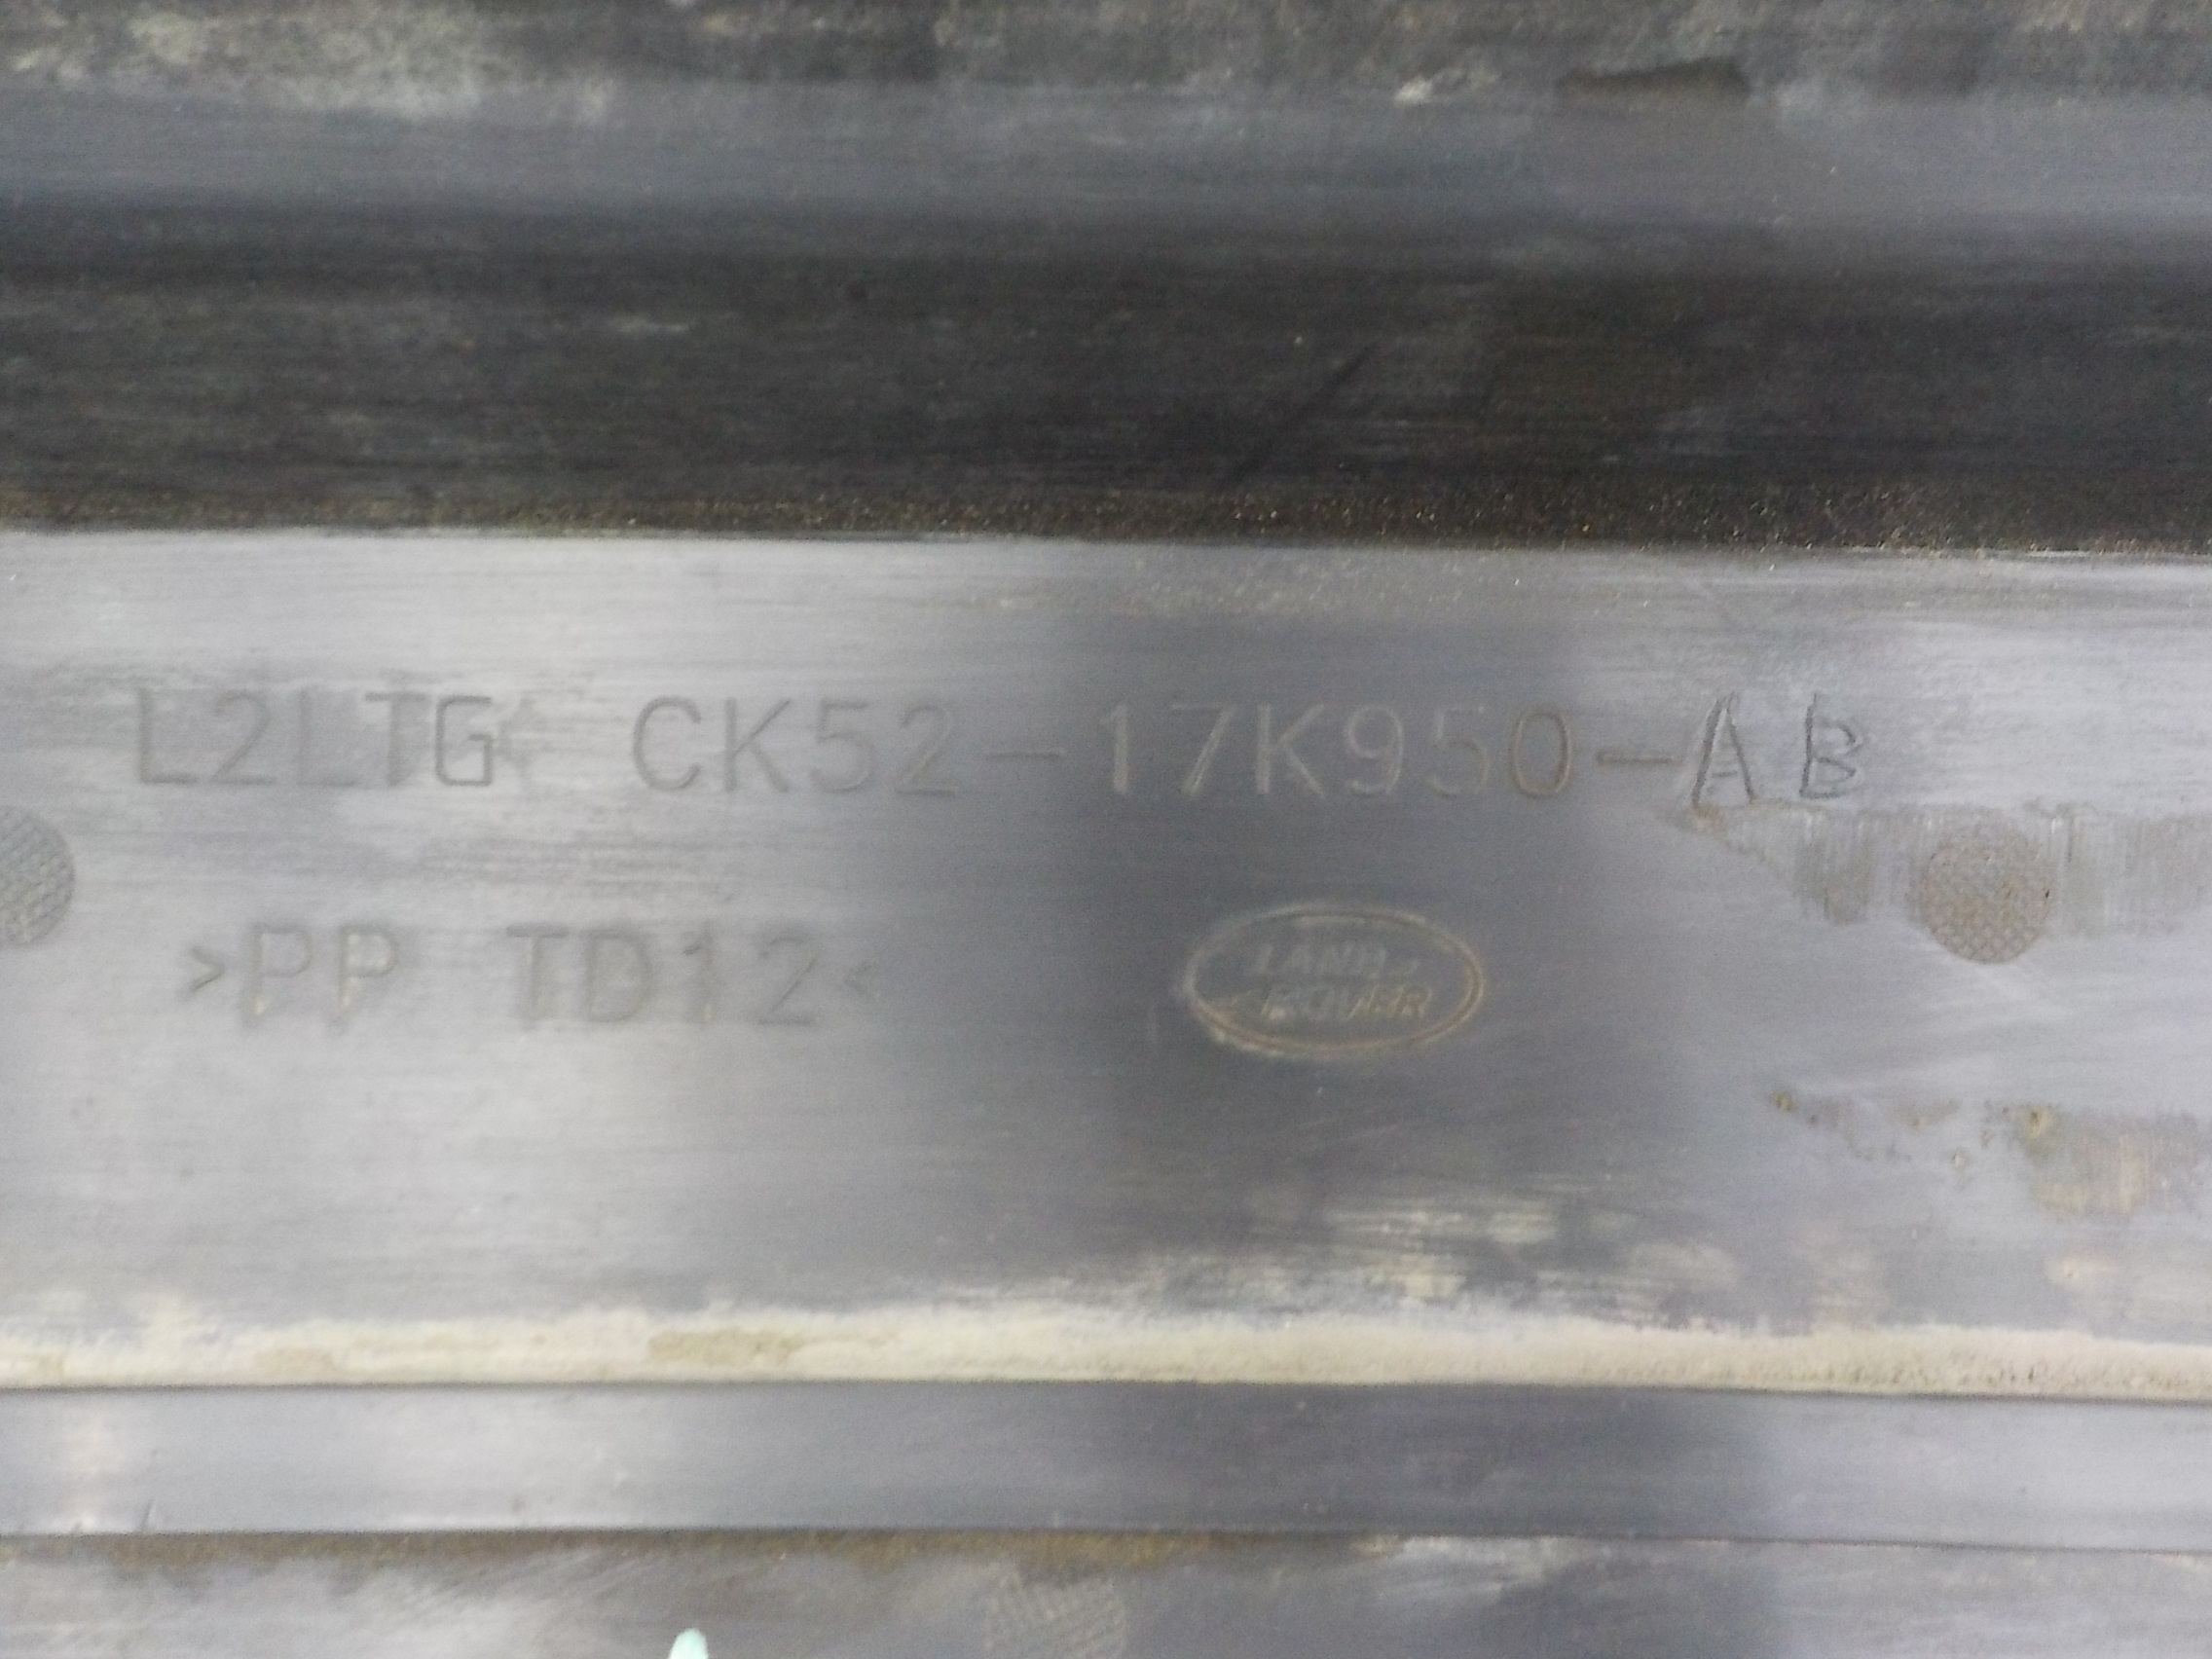 L2LTG CK52-17K950-AB
>PP TD12<
LAND
ROVER